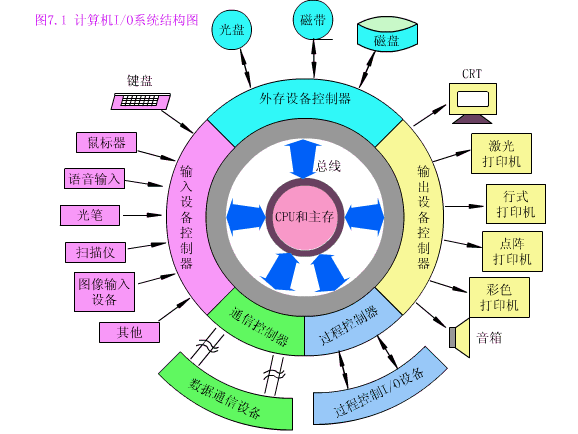 图7.1 计算机I/O系统结构图
光盘
磁带
磁盘
键盘
CRT
外存设备控制器
鼠标器
语音输入
光笔
扫描仪
图像输入
设备
其他
输入设备控制器
总线
CPU和主存
输出设备控制器
激光
打印机
行式
打印机
点阵
打印机
彩色
打印机
音箱
通信控制器
过程控制器
数据通信设备
过程控制I/O设备